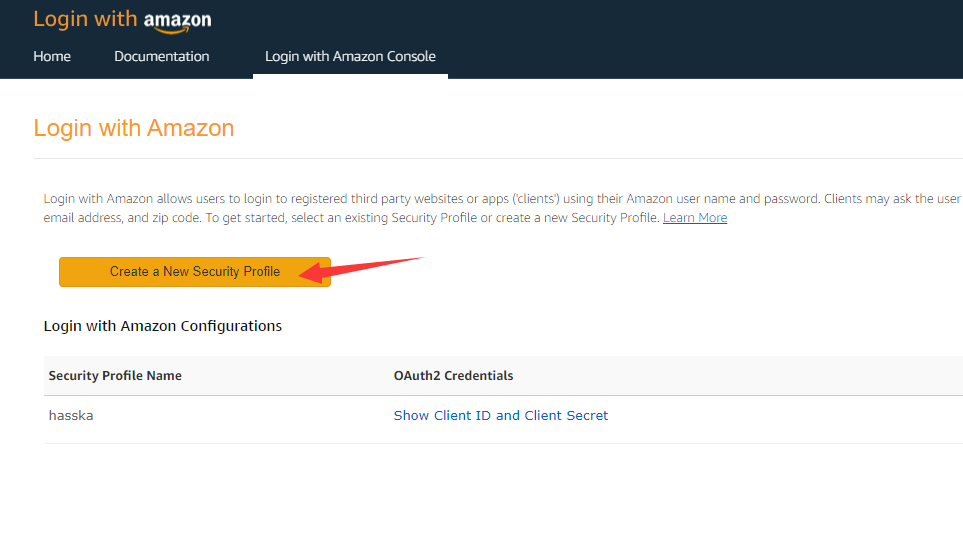 Login with amazon
Home Documentation Login with Amazon Console
Login with Amazon
Login with Amazon allows users to login to registered third party websites or apps ('clients') using their Amazon user name and password. Clients may ask the user
email address, and zip code. To get started, select an existing Security Profile or create a new Security Profile. Learn More
Create a New Security Profile
Login with Amazon Configurations
Security Profile Name OAuth2 Credentials
hasska Show Client ID and Client Secret